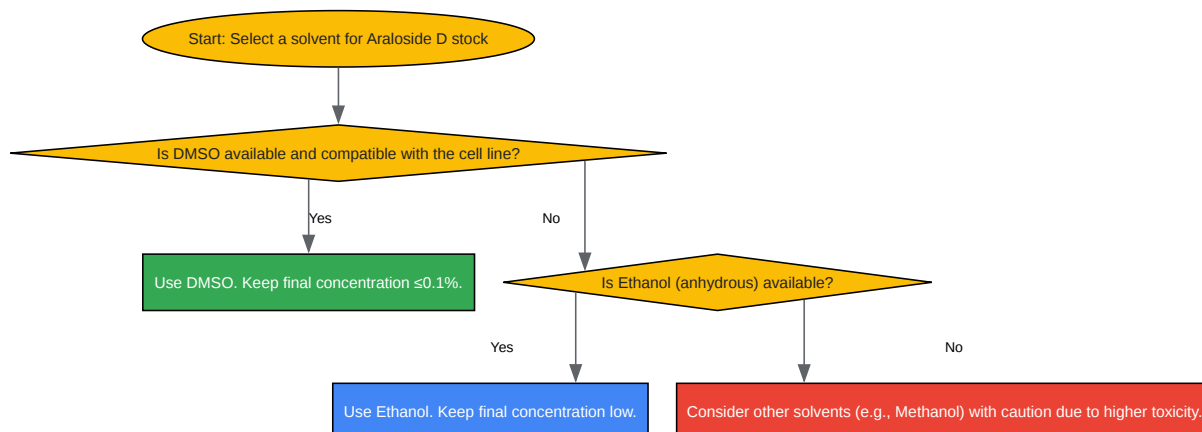 Start: Select a solvent for Araloside D stock
Is DMSO available and compatible with the cell line?
Yes
No
Use DMSO. Keep final concentration ≤0.1%.
Is Ethanol (anhydrous) available?
Yes
No
Use Ethanol. Keep final concentration low.
Consider other solvents (e.g., Methanol) with caution due to higher toxicity.